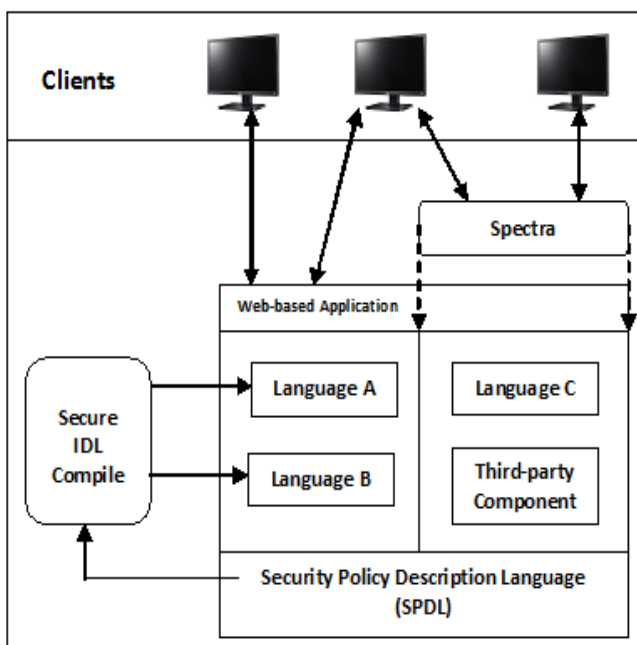 Clients
Spectra
Web-based Application
Language A
Language C
Secure
IDL
Compile
Language B
Third-party
Component
Security Policy Description Language
(SPDL)